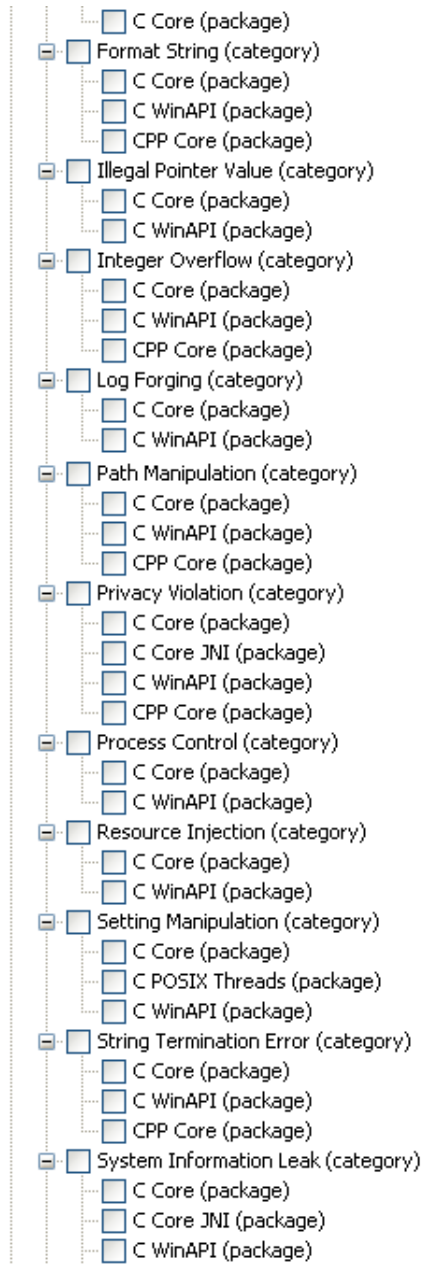 C Core (package)
Format String (category)
C Core (package)
C WinAPI (package)
CPP Core (package)
Illegal Pointer Value (category)
C Core (package)
C WinAPI (package)
Integer Overflow (category)
C Core (package)
C WinAPI (package)
CPP Core (package)
Log Forging (category)
C Core (package)
C WinAPI (package)
Path Manipulation (category)
C Core (package)
C WinAPI (package)
CPP Core (package)
Privacy Violation (category)
C Core (package)
C Core JNI (package)
C WinAPI (package)
CPP Core (package)
Process Control (category)
C Core (package)
C WinAPI (package)
Resource Injection (category)
C Core (package)
C WinAPI (package)
Setting Manipulation (category)
C Core (package)
C POSIX Threads (package)
C WinAPI (package)
String Termination Error (category)
C Core (package)
C WinAPI (package)
CPP Core (package)
System Information Leak (category)
C Core (package)
C Core JNI (package)
C WinAPI (package)